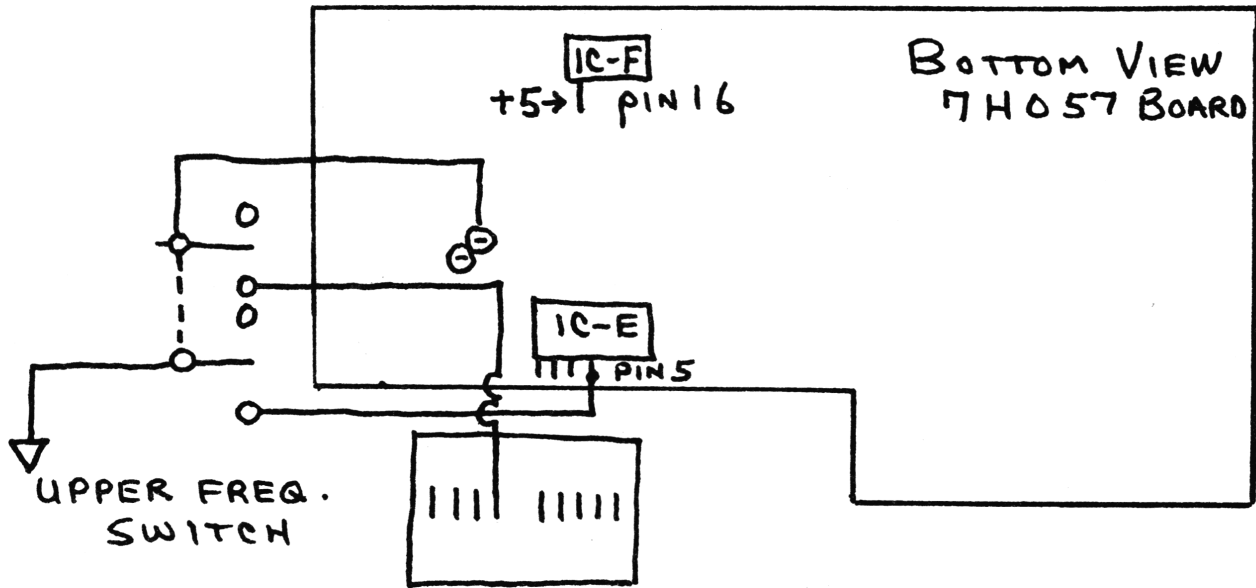 IC-F
+5→ PIN 16
BOTTOM VIEW
7H057 BOARD
IC-E
PIN 5
UPPER FREQ.
SWITCH